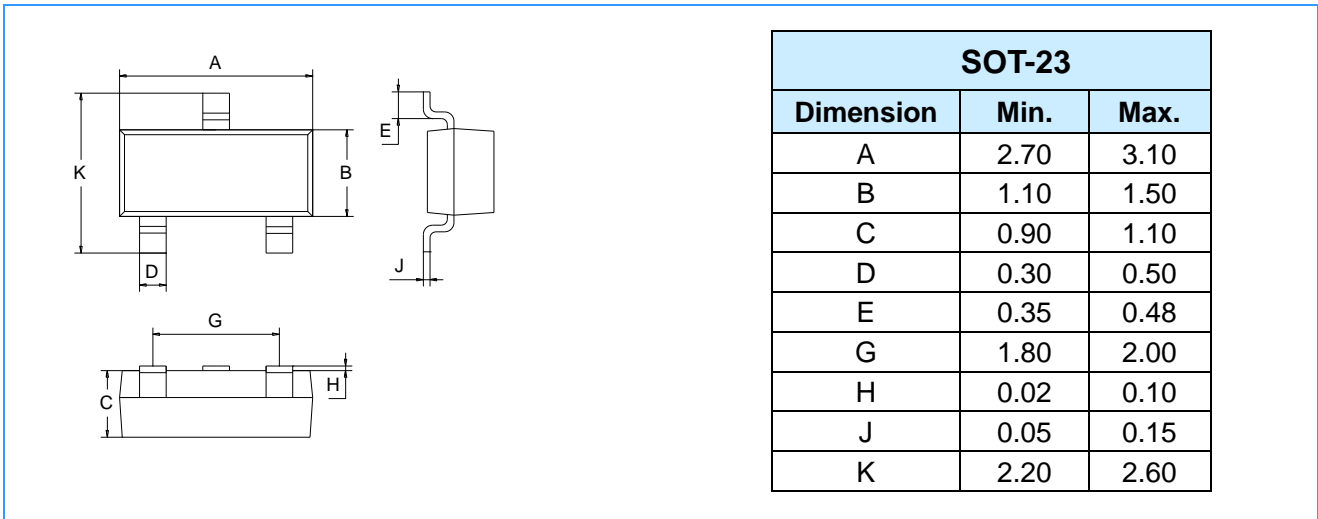 A
K
B
E
D
J
G
C
H
SOT-23
Dimension Min. Max.
A 2.70 3.10
B 1.10 1.50
C 0.90 1.10
D 0.30 0.50
E 0.35 0.48
G 1.80 2.00
H 0.02 0.10
J 0.05 0.15
K 2.20 2.60